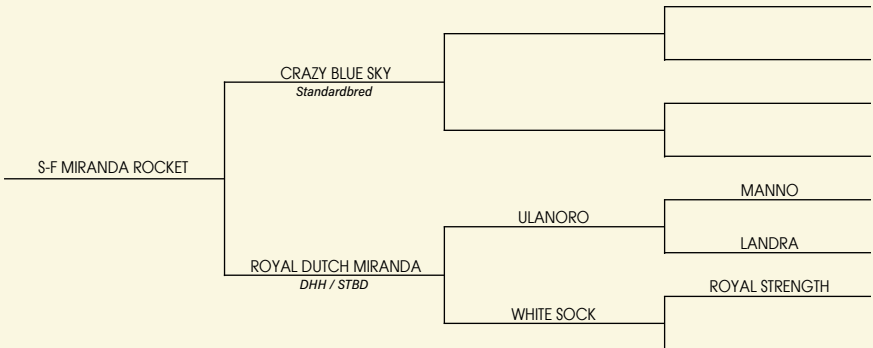 CRAZY BLUE SKY
Standardbred
S-F MIRANDA ROCKET
MANNO
ULANORO
LANDRA
ROYAL DUTCH MIRANDA
DHH / STBD
ROYAL STRENGTH
WHITE SOCK